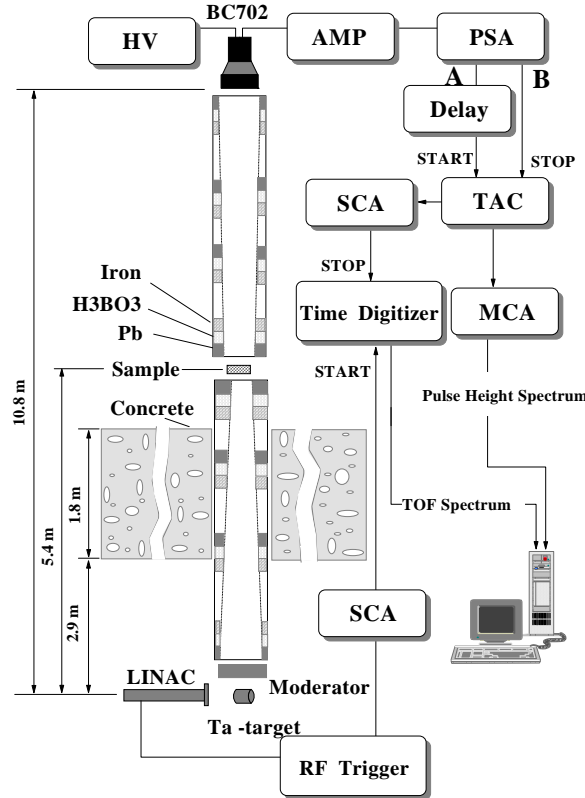 BC702
HV
AMP
PSA
A
B
Delay
START
STOP
SCA
TAC
STOP
Iron
H3BO3
Pb
Time Digitizer
MCA
Sample
START
Pulse Height Spectrum
10.8 m
Concrete
1.8 m
5.4 m
TOF Spectrum
2.9 m
SCA
LINAC
Moderator
Ta -target
RF Trigger